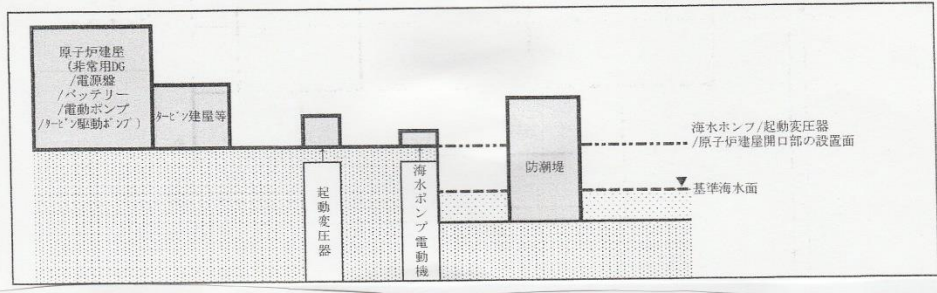 原子炉建屋
(非常用DG
/電源盤
/バッテリー
/電動ポンプ
/タービン駆動ポンプ)
タービン建屋等
起動変圧器
海水ポンプ電動機
防潮堤
海水ポンプ/起動変圧器
/原子炉建屋開口部の設置面
基準海水面